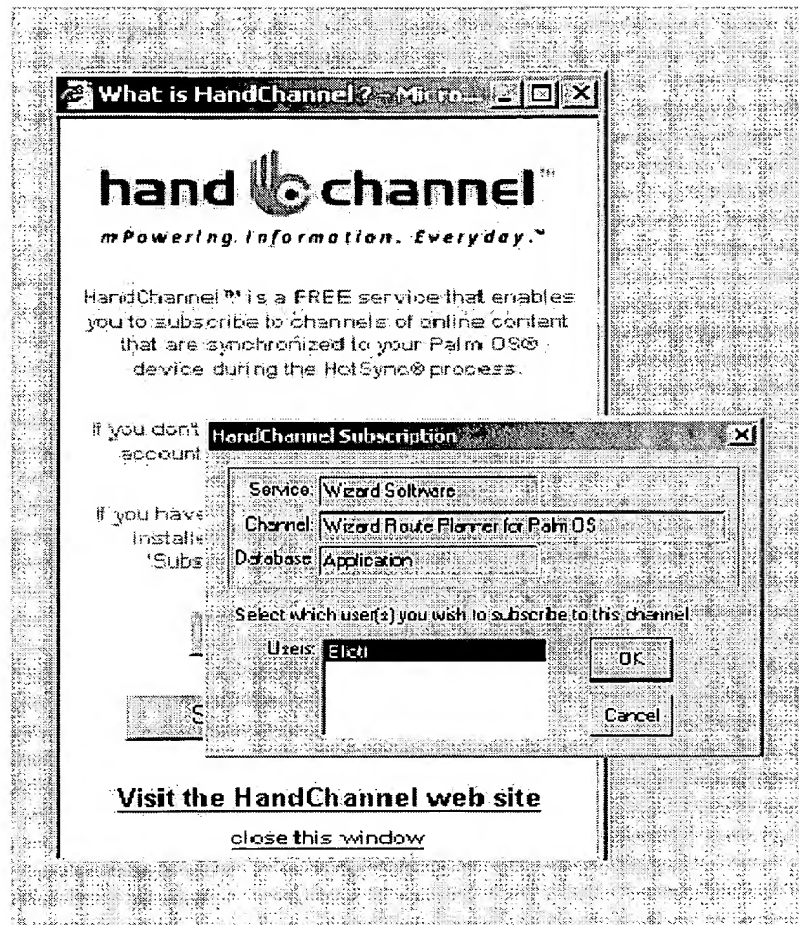 What is HandChannel? - Micro...
hand channel™
mPowering. Information. Everyday.™
HandChannel™ is a FREE service that enables
you to subscribe to channels of online content
that are synchronized to your Palm OS®
device during the HotSync® process.
If you don't
account
If you have
installe
'Subs
S
HandChannel Subscription
Service: Wizard Software
Channel: Wizard Route Planner for Palm OS
Database: Application
Select which user(s) you wish to subscribe to this channel.
Users:
OK
Cancel
Visit the HandChannel web site
close this window